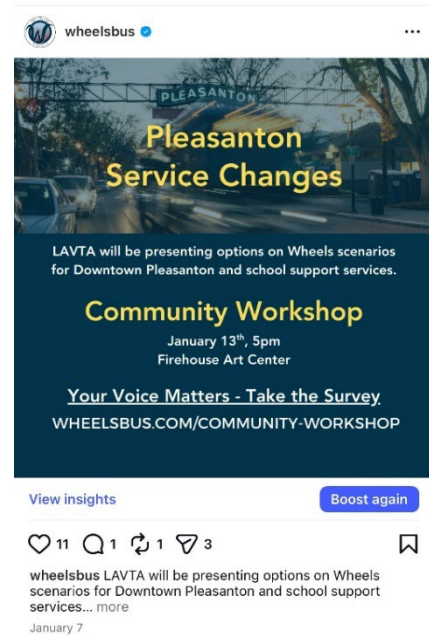 wheelsbus
PLEASANTON
Pleasanton
Service Changes
LAVTA will be presenting options on Wheels scenarios
for Downtown Pleasanton and school support services.
Community Workshop
January 13th, 5pm
Firehouse Art Center
Your Voice Matters - Take the Survey
WHEELSBUS.COM/COMMUNITY-WORKSHOP
View insights
Boost again
11 1 1 3
wheelsbus LAVTA will be presenting options on Wheels
scenarios for Downtown Pleasanton and school support
services... more
January 7